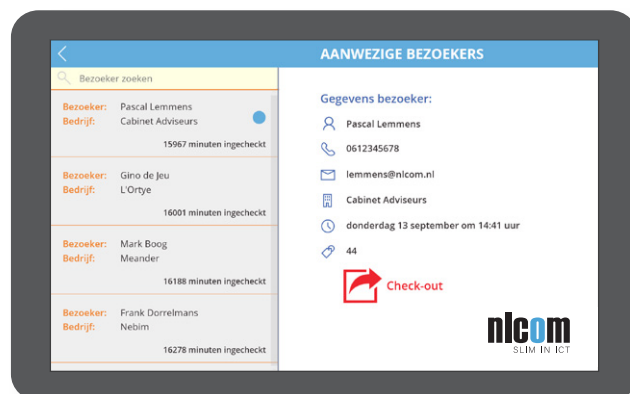 AANWEZIGE BEZOEKERS
Bezoeker zoeken
Bezoeker: Pascal Lemmens
Bedrijf: Cabinet Adviseurs
15967 minuten ingecheckt
Bezoeker: Gino de Jeu
Bedrijf: L'Ortye
16001 minuten ingecheckt
Bezoeker: Mark Boog
Bedrijf: Meander
16188 minuten ingecheckt
Bezoeker: Frank Dorrelmans
Bedrijf: Nebim
16278 minuten ingecheckt
Gegevens bezoeker:
Pascal Lemmens
0612345678
lemmens@nlcom.nl
Cabinet Adviseurs
donderdag 13 september om 14:41 uur
44
Check-out
nlcom
SLIM IN ICT